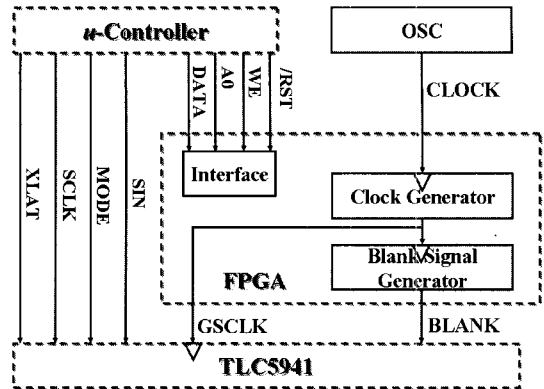 u-Controller
OSC
DATA
A0
WE
/RST
CLOCK
XLAT
SCLK
MODE
SIN
Interface
Clock Generator
Blank Signal
Generator
FPGA
GSCLK
BLANK
TLC5941